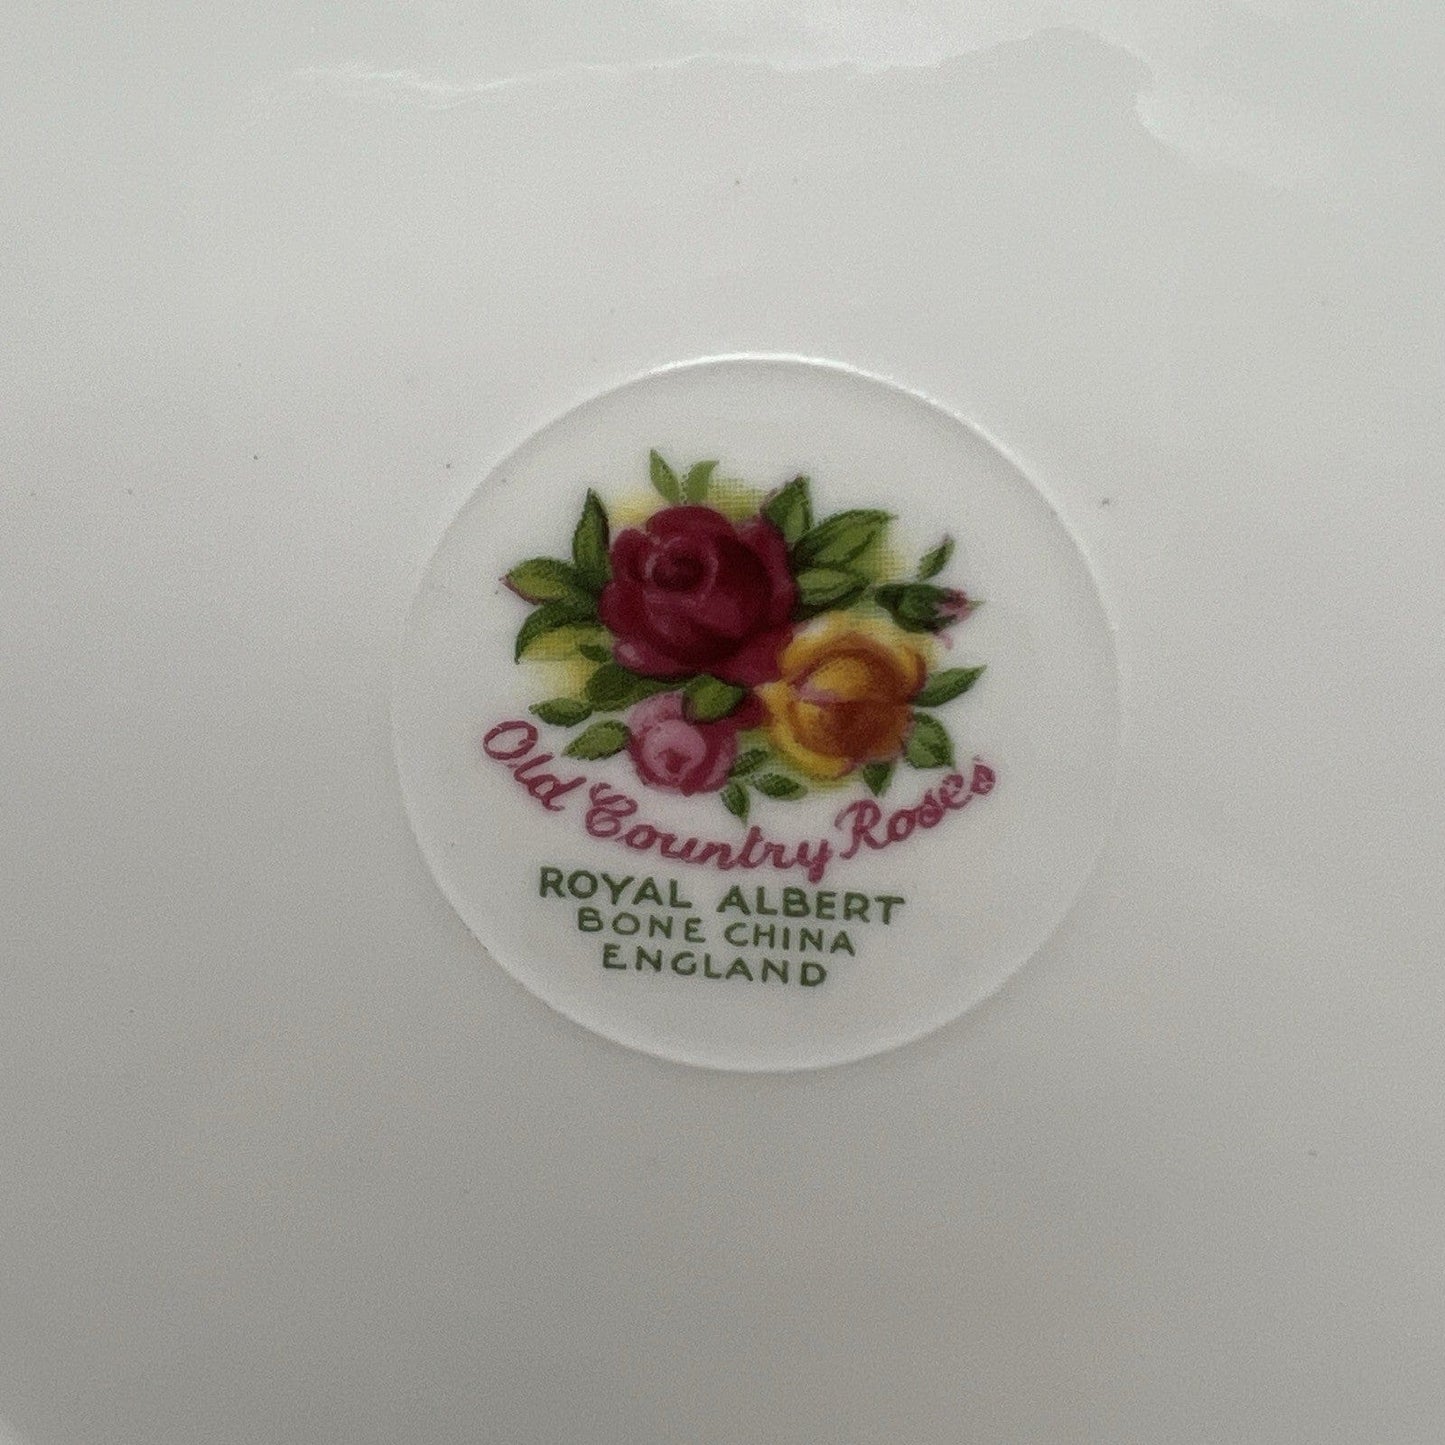 Old Country Roses
ROYAL ALBERT
BONE CHINA
ENGLAND